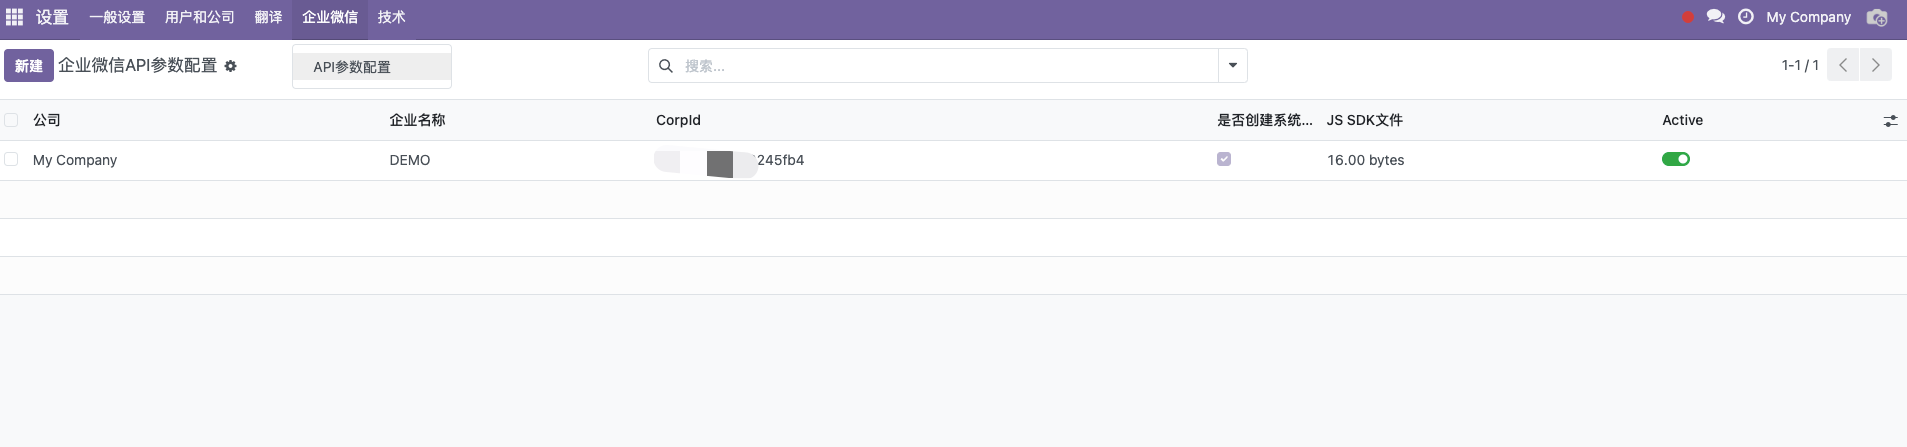 设置 一般设置 用户和公司 翻译 企业微信 技术 My Company
新建 企业微信API参数配置 API参数配置 搜索... 1-1 / 1
公司 企业名称 CorpId 是否创建系统... JS SDK文件 Active
My Company DEMO 245fb4 16.00 bytes